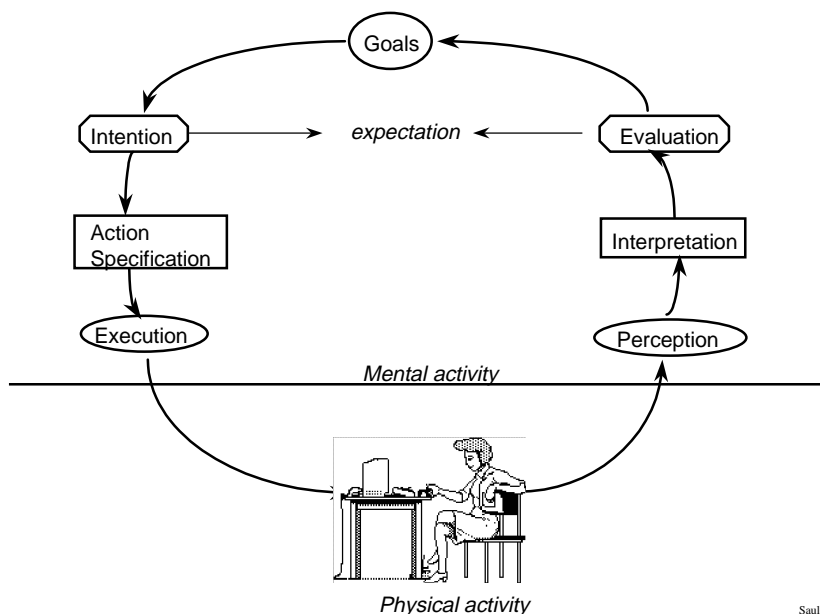 Goals
Intention
expectation
Evaluation
Action
Specification
Interpretation
Execution
Perception
Mental activity
Physical activity
Saul